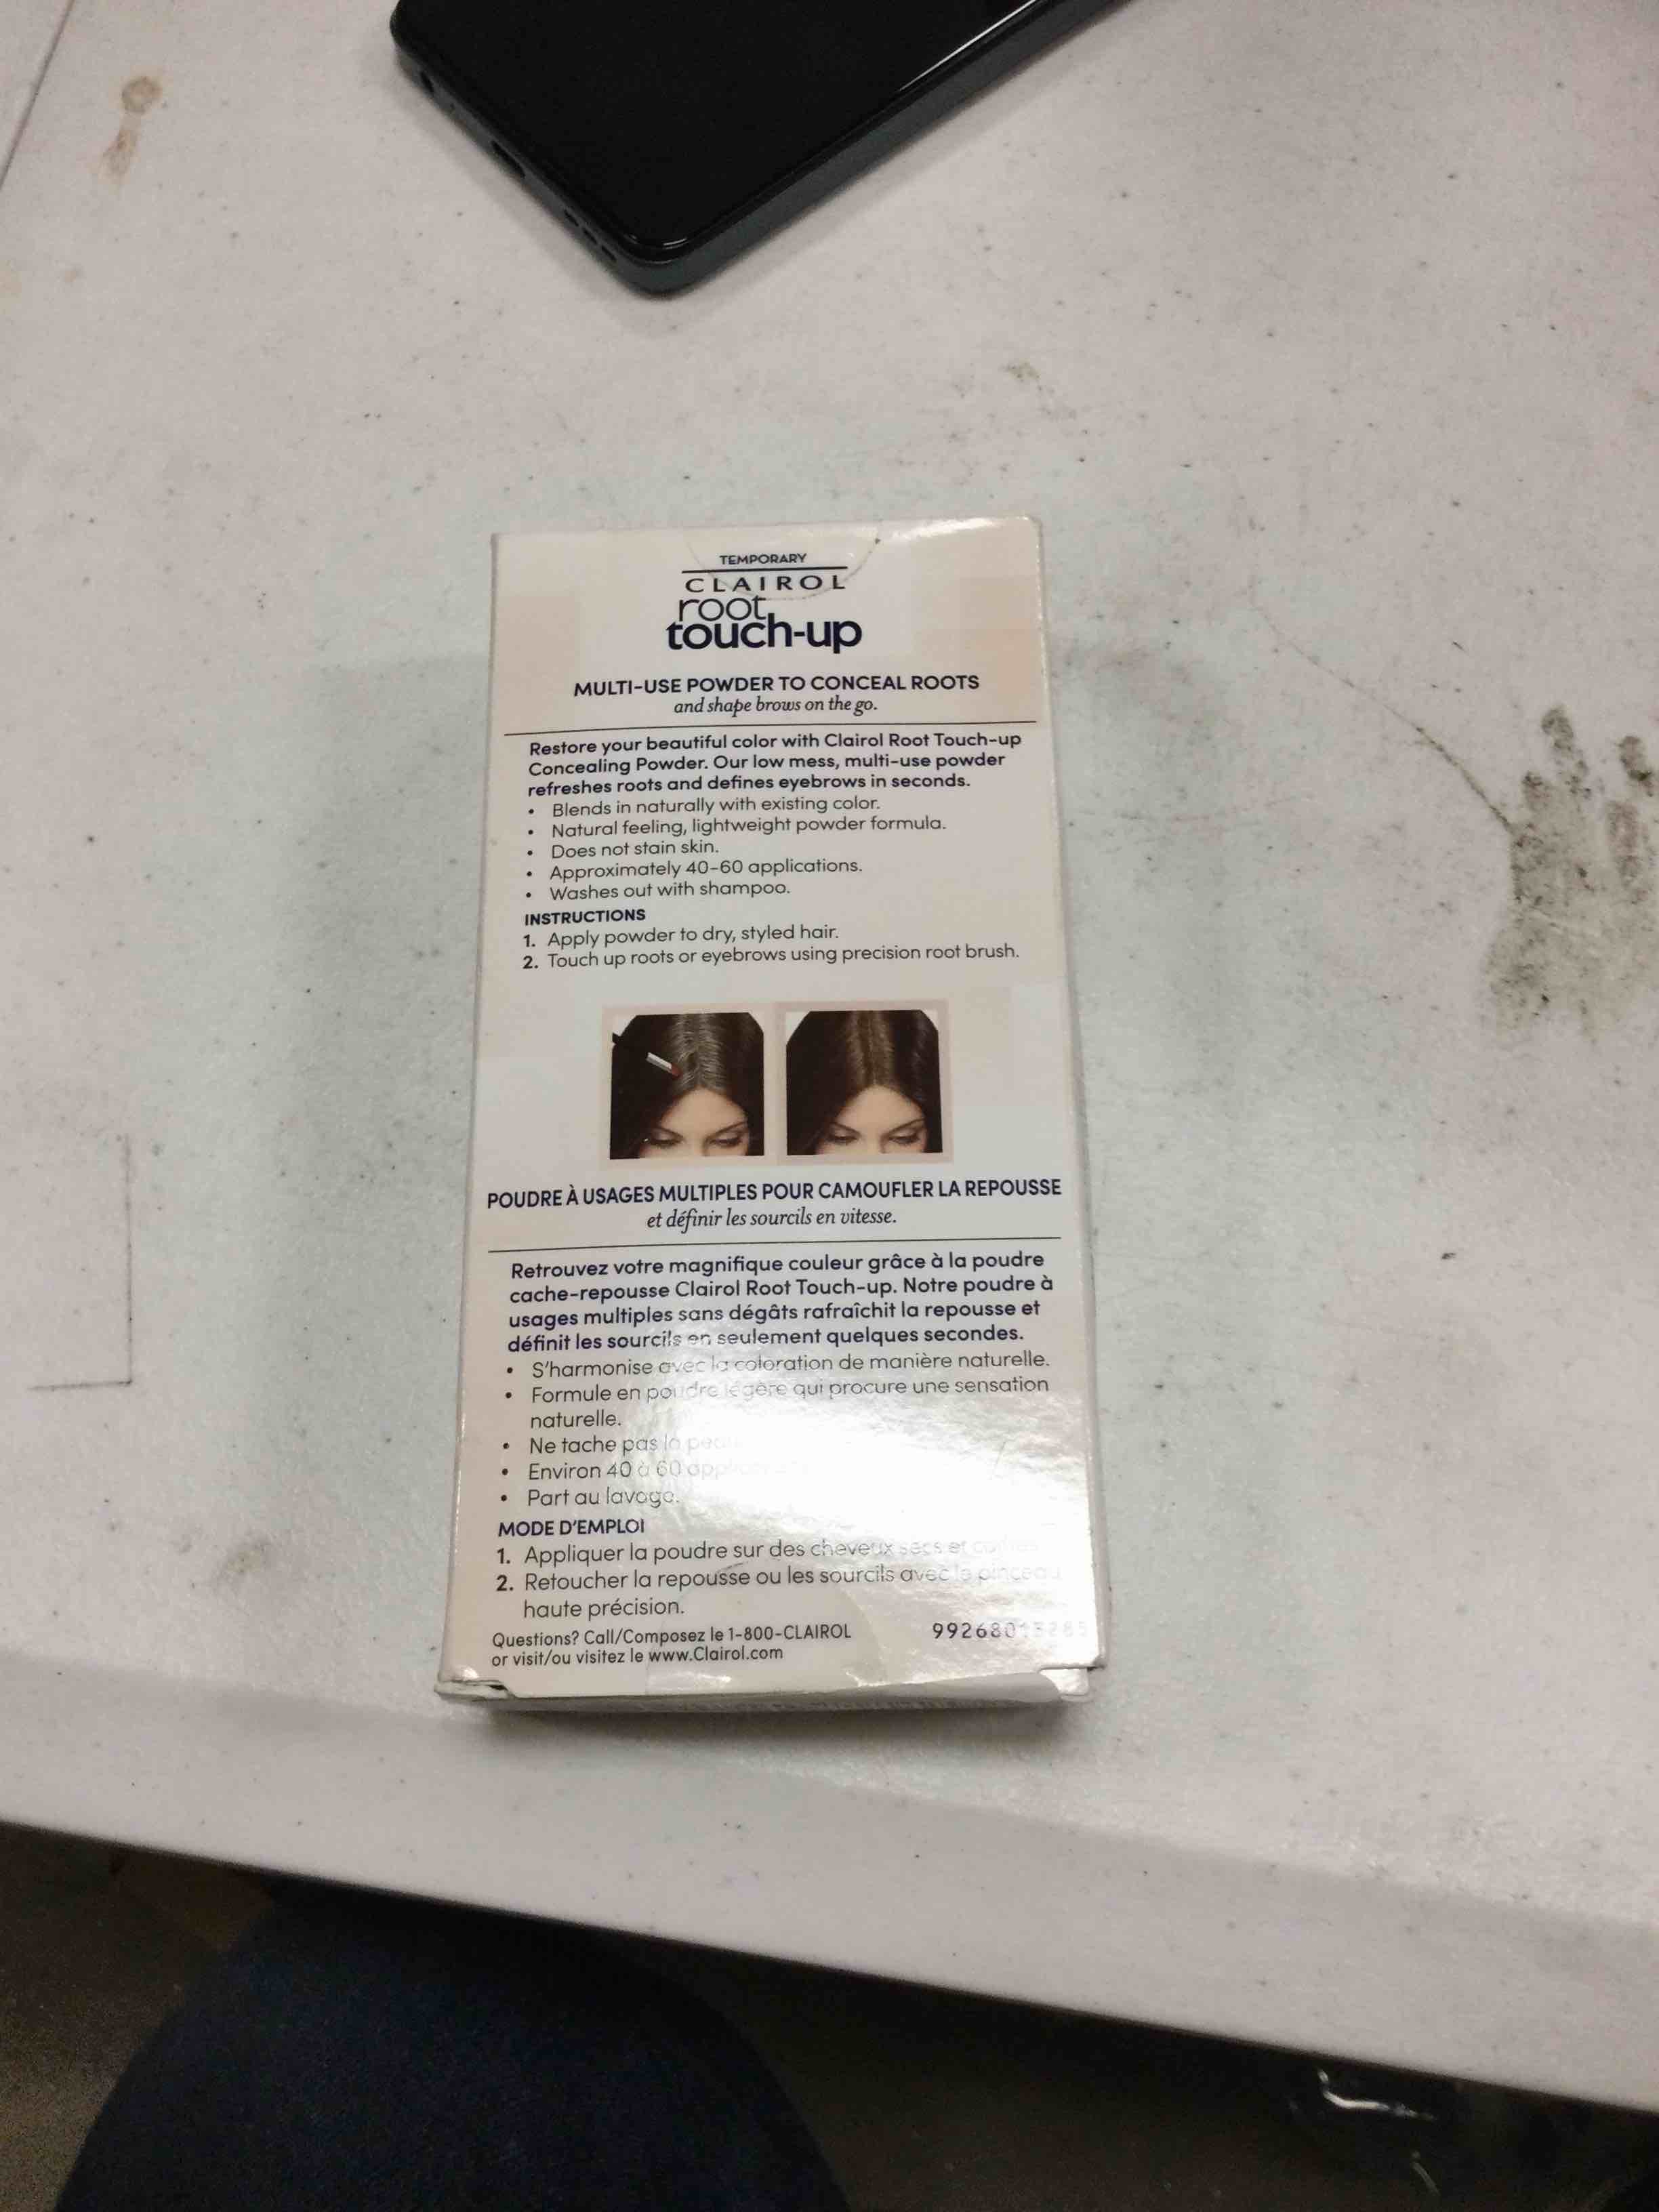 TEMPORARY
CLAIROL
root
touch-up
MULTI-USE POWDER TO CONCEAL ROOTS
and shape brows on the go.
Restore your beautiful color with Clairol Root Touch-up
Concealing Powder. Our low mess, multi-use powder
refreshes roots and defines eyebrows in seconds.
• Blends in naturally with existing color.
• Natural feeling, lightweight powder formula.
• Does not stain skin.
• Approximately 40-60 applications.
• Washes out with shampoo.
INSTRUCTIONS
1. Apply powder to dry, styled hair.
2. Touch up roots or eyebrows using precision root brush.
POUDRE À USAGES MULTIPLES POUR CAMOUFLER LA REPOUSSE
et définir les sourcils en vitesse.
Retrouvez votre magnifique couleur grâce à la poudre
cache-repousse Clairol Root Touch-up. Notre poudre à
usages multiples sans dégâts rafraîchit la repousse et
définit les sourcils en seulement quelques secondes.
• S'harmonise avec la coloration de manière naturelle.
• Formule en poudre légère qui procure une sensation
naturelle.
• Ne tache pas la peau
• Environ 40 à 60
• Part au lavage.
MODE D'EMPLOI
1. Appliquer la poudre sur des cheveux secs et
2. Retoucher la repousse ou les sourcils avec le pinceau
haute précision.
Questions? Call/Composez le 1-800-CLAIROL
or visit/ou visitez le www.Clairol.com